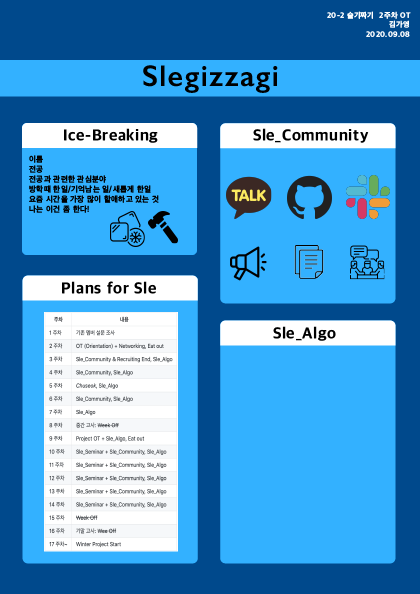 20-2 슬기짜기 2주차 OT
김가영
2020.09.08
Slegizzagi
Ice-Breaking
이름
전공
전공과 관련한 관심분야
방학때 한일/기억남는 일/새롭게 한일
요즘 시간을 가장 많이 할애하고 있는 것
나는 이건 좀 한다!
Sle_Community
TALK
Plans for Sle
주차 내용
1 주차 기존 멤버 설문 조사
2 주차 OT (Orientation) + Networking, Eat out
3 주차 Sle_Community & Recruiting End, Sle_Algo
4 주차 Sle_Community, Sle_Algo
5 주차 Chuseok, Sle_Algo
6 주차 Sle_Community, Sle_Algo
7 주차 Sle_Algo
8 주차 중간 고사: Week Off
9 주차 Project OT + Sle_Algo, Eat out
10 주차 Sle_Seminar + Sle_Community, Sle_Algo
11 주차 Sle_Seminar + Sle_Community, Sle_Algo
12 주차 Sle_Seminar + Sle_Community, Sle_Algo
13 주차 Sle_Seminar + Sle_Community, Sle_Algo
14 주차 Sle_Seminar + Sle_Community, Sle_Algo
15 주차 Week Off
16 주차 기말 고사: Wee Off
17 주차~ Winter Project Start
Sle_Algo